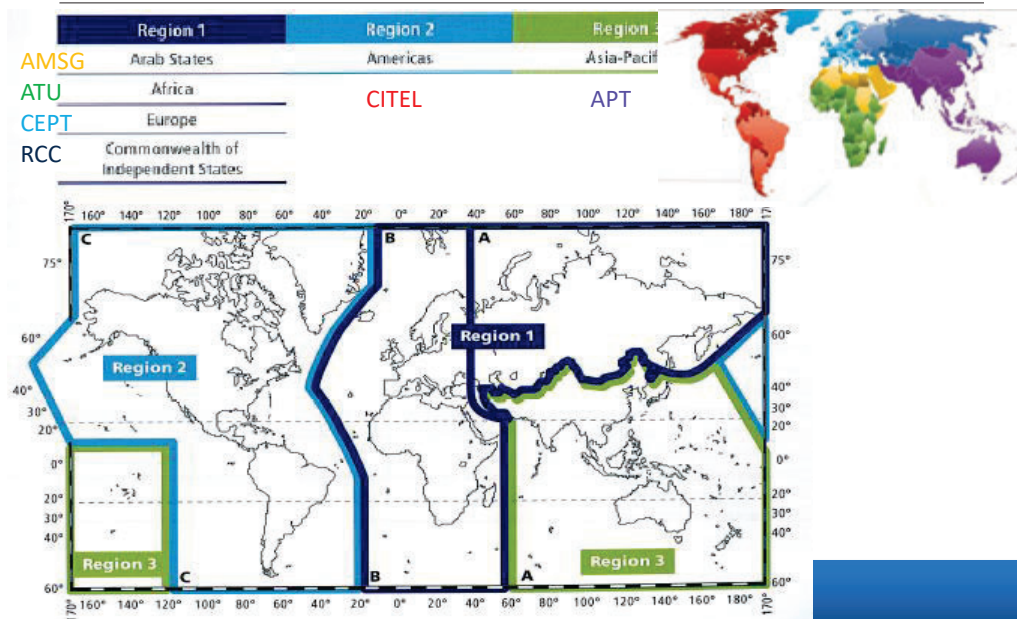 Region 1 Region 2 Region 3
AMSG Arab States Americas Asia-Pacif
ATU Africa CITEL APT
CEPT Europe
RCC Commonwealth of
Independent States
170° 160° 140° 120° 100° 80° 60° 40° 20° 0° 20° 40° 60° 80° 100° 120° 140° 160° 180° 17
C B A
75° 75°
60° 60°
Region 1
Region 2
40° 40°
30° 30°
20° 20°
0° 0°
20° 20°
30° 30°
40° 40°
Region 3 Region 3
C B A
60° 60°
170° 160° 140° 120° 100° 80° 60° 40° 20° 0° 20° 40° 60° 80° 100° 120° 140° 160° 180° 170°